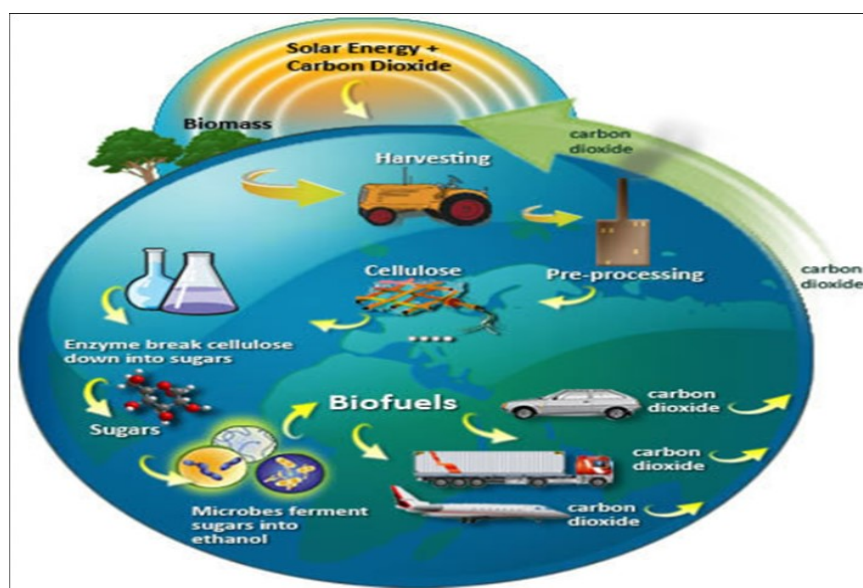 Solar Energy +
Carbon Dioxide
Biomass
carbon
dioxide
Harvesting
Cellulose
Pre-processing
carbon
dioxide
Enzyme break cellulose
down into sugars
Sugars
Biofuels
carbon
dioxide
carbon
dioxide
Microbes ferment
sugars into
ethanol
carbon
dioxide